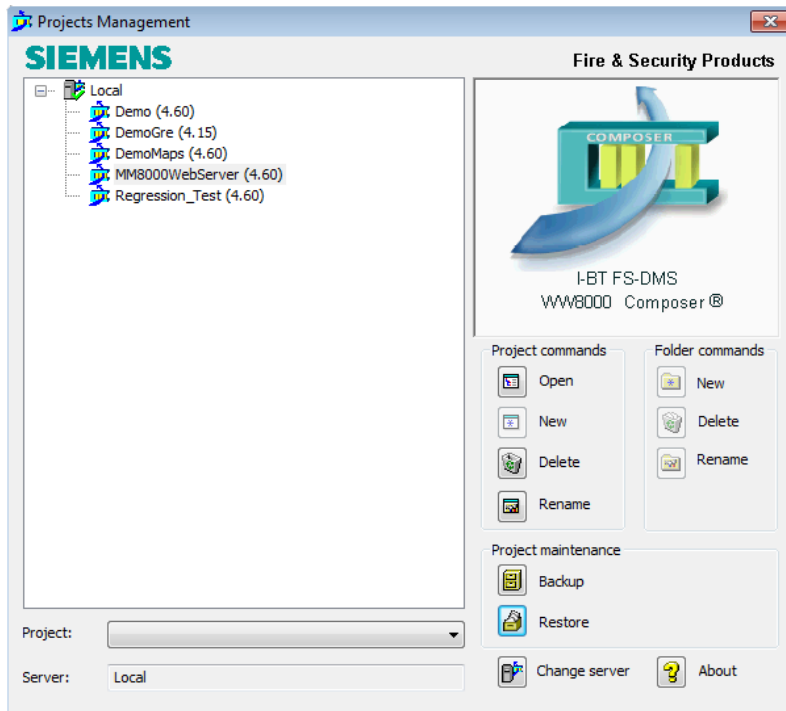 Projects Management
SIEMENS
Fire & Security Products
Local
Demo (4.60)
DemoGre (4.15)
DemoMaps (4.60)
MM8000WebServer (4.60)
Regression_Test (4.60)
COMPOSER
I-BT FS-DMS
WW8000 Composer ®
Project commands
Open
New
Delete
Rename
Folder commands
New
Delete
Rename
Project maintenance
Backup
Restore
Project:
Server: Local
Change server
About